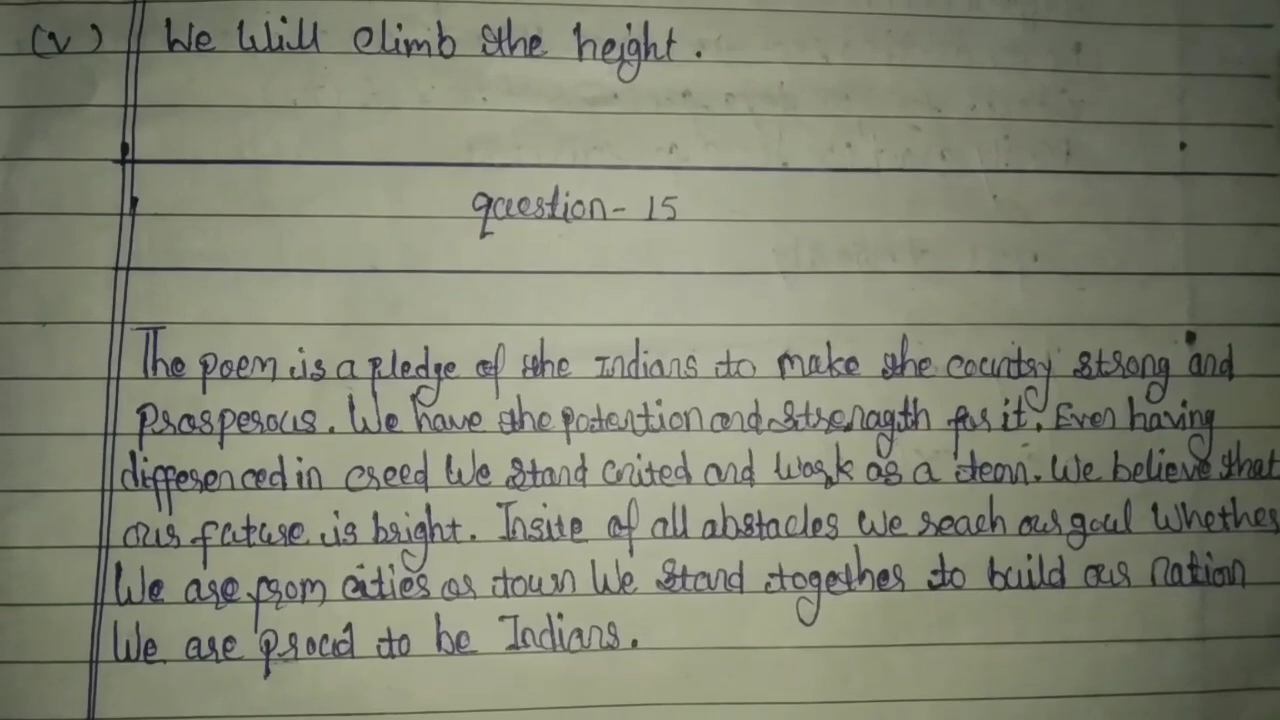 (v) We Will climb the height.
question - 15
The poem is a pledge of the Indians to make the country strong and
prosperous. We have the potention and strenagth for it. Even having
differenced in creed We stand united and work as a team. We believe that
our future is bright. Insite of all abstacles we reach our goal Whether
We are from cities or town We stand together to build our nation
We are proud to be Indians.